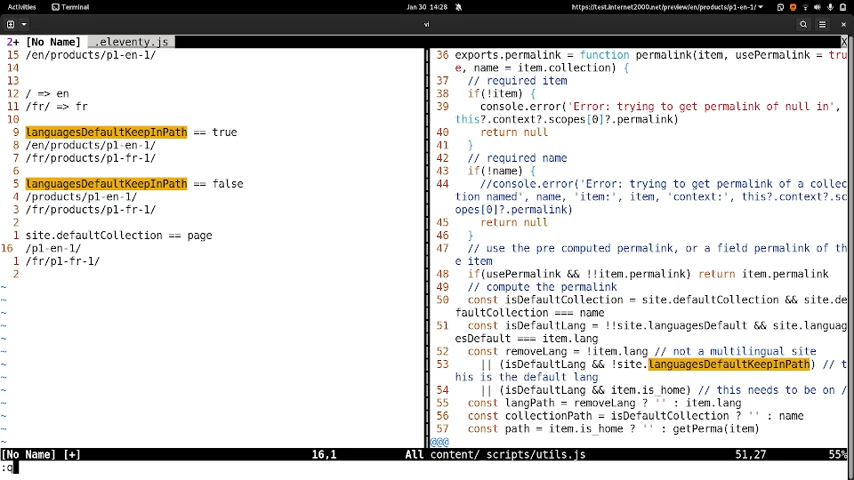 Activities Terminal Jan 30 14:28 https://test.internet2000.net/preview/en/products/p1-en-1/
vi
2+ [No Name] .eleventy.js X
15 /en/products/p1-en-1/
14
13
12 / => en
11 /fr/ => fr
10
9 languagesDefaultKeepInPath == true
8 /en/products/p1-en-1/
7 /fr/products/p1-fr-1/
6
5 languagesDefaultKeepInPath == false
4 /products/p1-en-1/
3 /fr/products/p1-fr-1/
2
1 site.defaultCollection == page
16 /p1-en-1/
1 /fr/p1-fr-1/
2
~
~
~
~
~
~
~
~
~
~
~
~
~
[No Name] [+] 16,1 All
:q
36 exports.permalink = function permalink(item, usePermalink = tru
e, name = item.collection) {
37 // required item
38 if(!item) {
39 console.error('Error: trying to get permalink of null in',
this?.context?.scopes[0]?.permalink)
40 return null
41 }
42 // required name
43 if(!name) {
44 //console.error('Error: trying to get permalink of a collec
tion named', name, 'item:', item, 'context:', this?.context?.sc
opes[0]?.permalink)
45 return null
46 }
47 // use the pre computed permalink, or a field permalink of th
e item
48 if(usePermalink && !!item.permalink) return item.permalink
49 // compute the permalink
50 const isDefaultCollection = site.defaultCollection && site.de
faultCollection === name
51 const isDefaultLang = !!site.languagesDefault && site.languag
esDefault === item.lang
52 const removeLang = !item.lang // not a multilingual site
53 || (isDefaultLang && !site.languagesDefaultKeepInPath) // t
his is the default lang
54 || (isDefaultLang && item.is_home) // this needs to be on /
55 const langPath = removeLang ? '' : item.lang
56 const collectionPath = isDefaultCollection ? '' : name
57 const path = item.is_home ? '' : getPerma(item)
@@@
content/_scripts/utils.js 51,27 55%